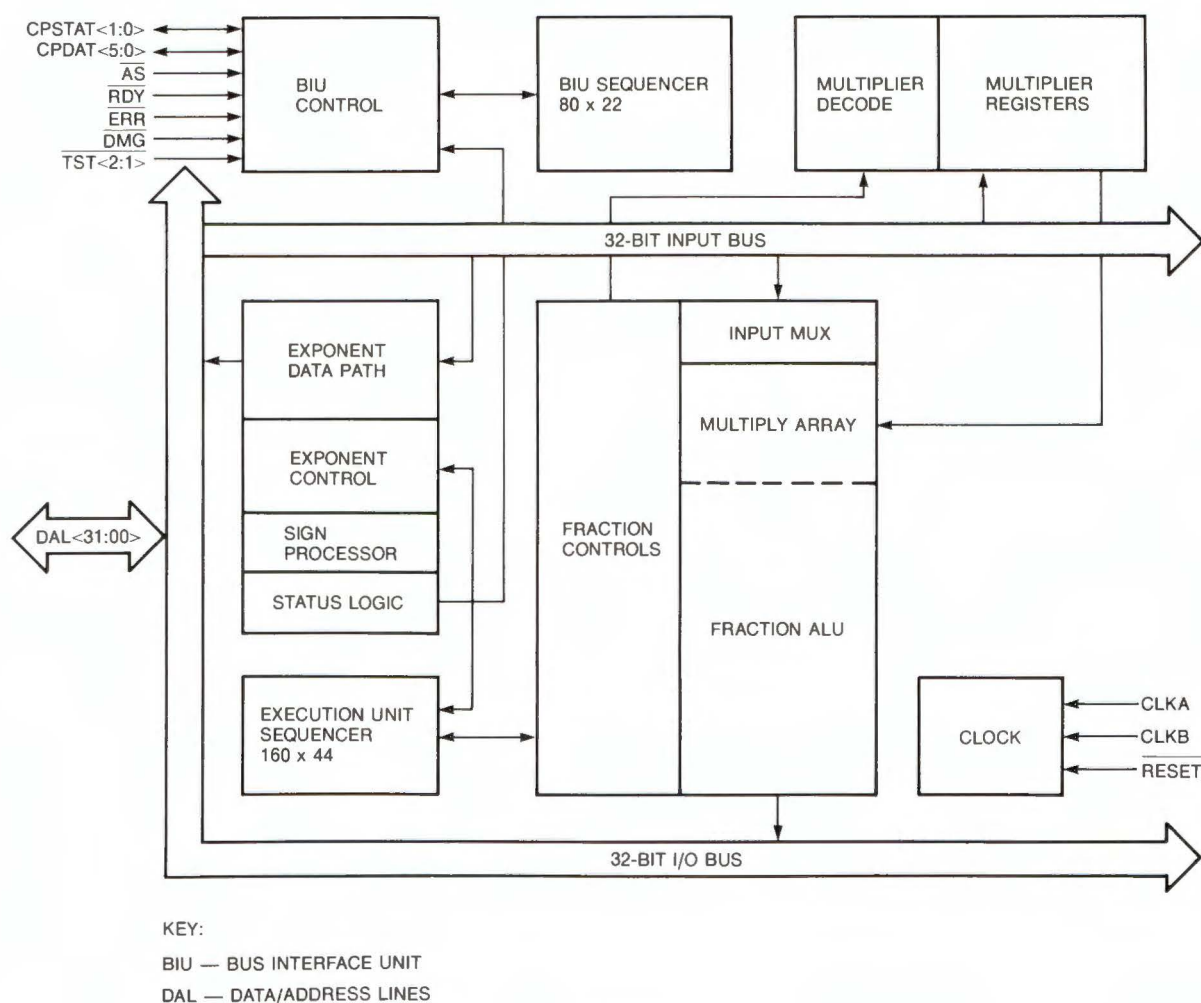 CPSTAT<1:0>
CPDAT<5:0>
AS
RDY
ERR
DMG
TST<2:1>
BIU
CONTROL
BIU SEQUENCER
80 x 22
MULTIPLIER
DECODE
MULTIPLIER
REGISTERS
32-BIT INPUT BUS
EXPONENT
DATA PATH
EXPONENT
CONTROL
SIGN
PROCESSOR
STATUS LOGIC
DAL<31:00>
EXECUTION UNIT
SEQUENCER
160 x 44
FRACTION
CONTROLS
INPUT MUX
MULTIPLY ARRAY
FRACTION ALU
CLOCK
CLKA
CLKB
RESET
32-BIT I/O BUS
KEY:
BIU — BUS INTERFACE UNIT
DAL — DATA/ADDRESS LINES